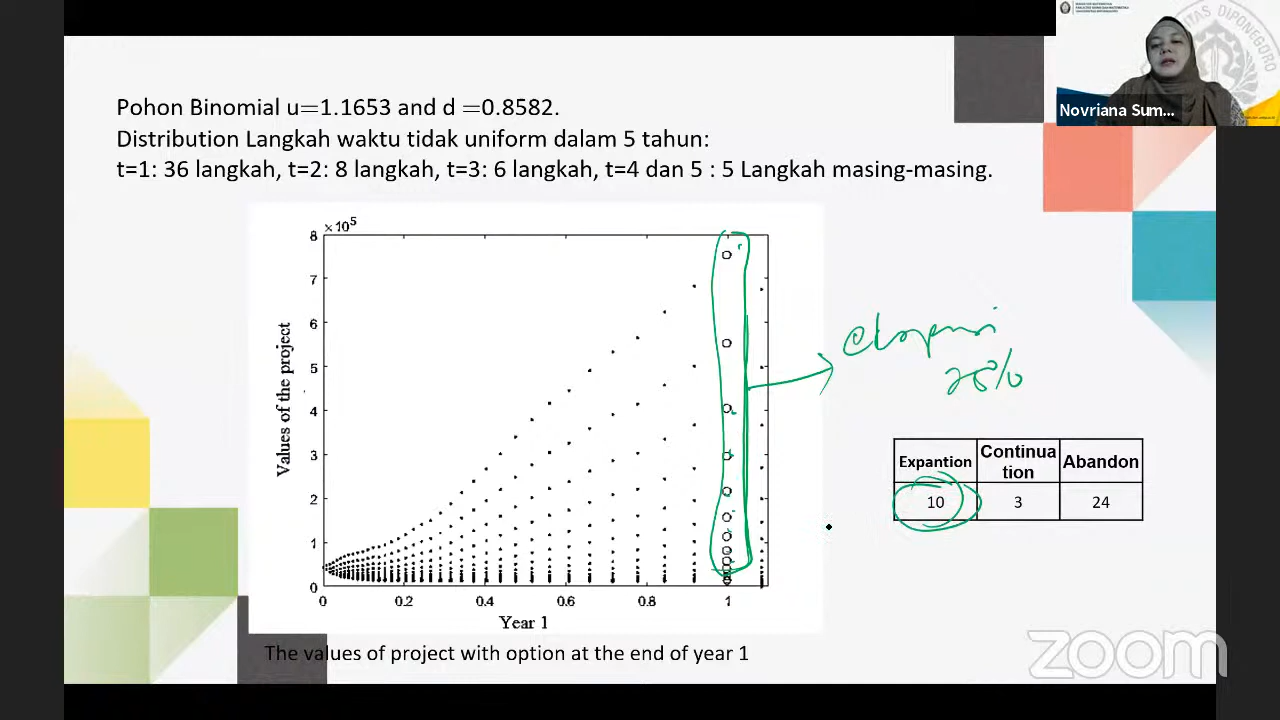 Pohon Binomial u=1.1653 and d =0.8582.
Distribution Langkah waktu tidak uniform dalam 5 tahun:
t=1: 36 langkah, t=2: 8 langkah, t=3: 6 langkah, t=4 dan 5 : 5 Langkah masing-masing.
Novriana Sum...
DIPONEGORO
×10⁵
8
7
6
5
4
3
2
1
0
Values of the project
0 0.2 0.4 0.6 0.8 1
Year 1
The values of project with option at the end of year 1
25%
Expantion Continua tion Abandon
10 3 24
zoom